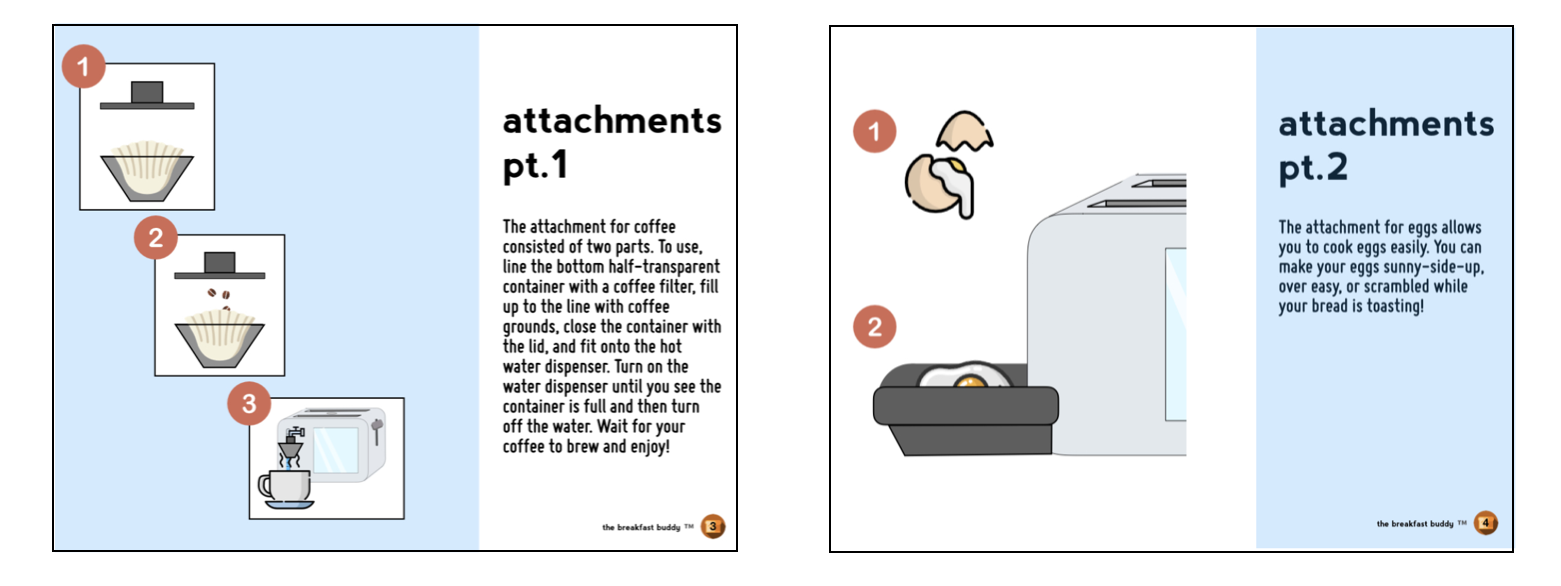 1
2
3
attachments
pt.1
The attachment for coffee
consisted of two parts. To use,
line the bottom half-transparent
container with a coffee filter, fill
up to the line with coffee
grounds, close the container with
the lid, and fit onto the hot
water dispenser. Turn on the
water dispenser until you see the
container is full and then turn
off the water. Wait for your
coffee to brew and enjoy!
the breakfast buddy ™ 3
1
2
attachments
pt.2
The attachment for eggs allows
you to cook eggs easily. You can
make your eggs sunny-side-up,
over easy, or scrambled while
your bread is toasting!
the breakfast buddy ™ 4